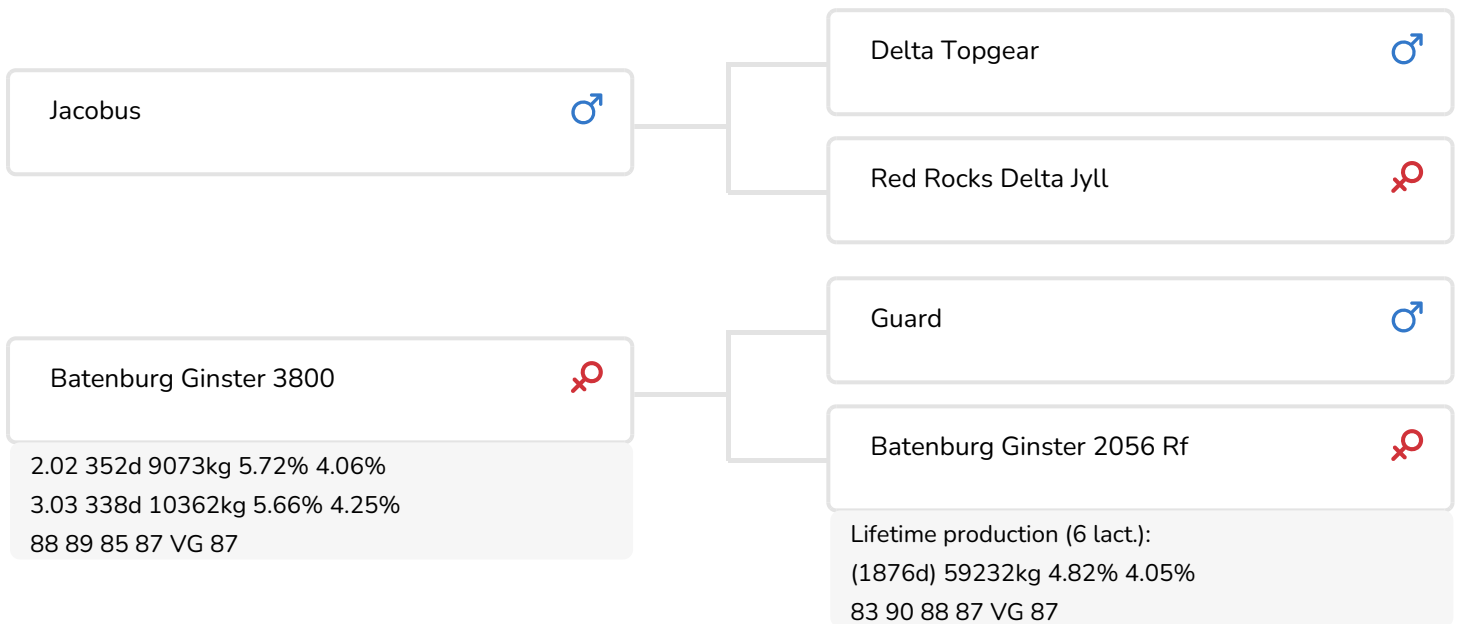 Jacobus
Delta Topgear
Red Rocks Delta Jyll
Batenburg Ginster 3800
2.02 352d 9073kg 5.72% 4.06%
3.03 338d 10362kg 5.66% 4.25%
88 89 85 87 VG 87
Guard
Batenburg Ginster 2056 Rf
Lifetime production (6 lact.):
(1876d) 59232kg 4.82% 4.05%
83 90 88 87 VG 87